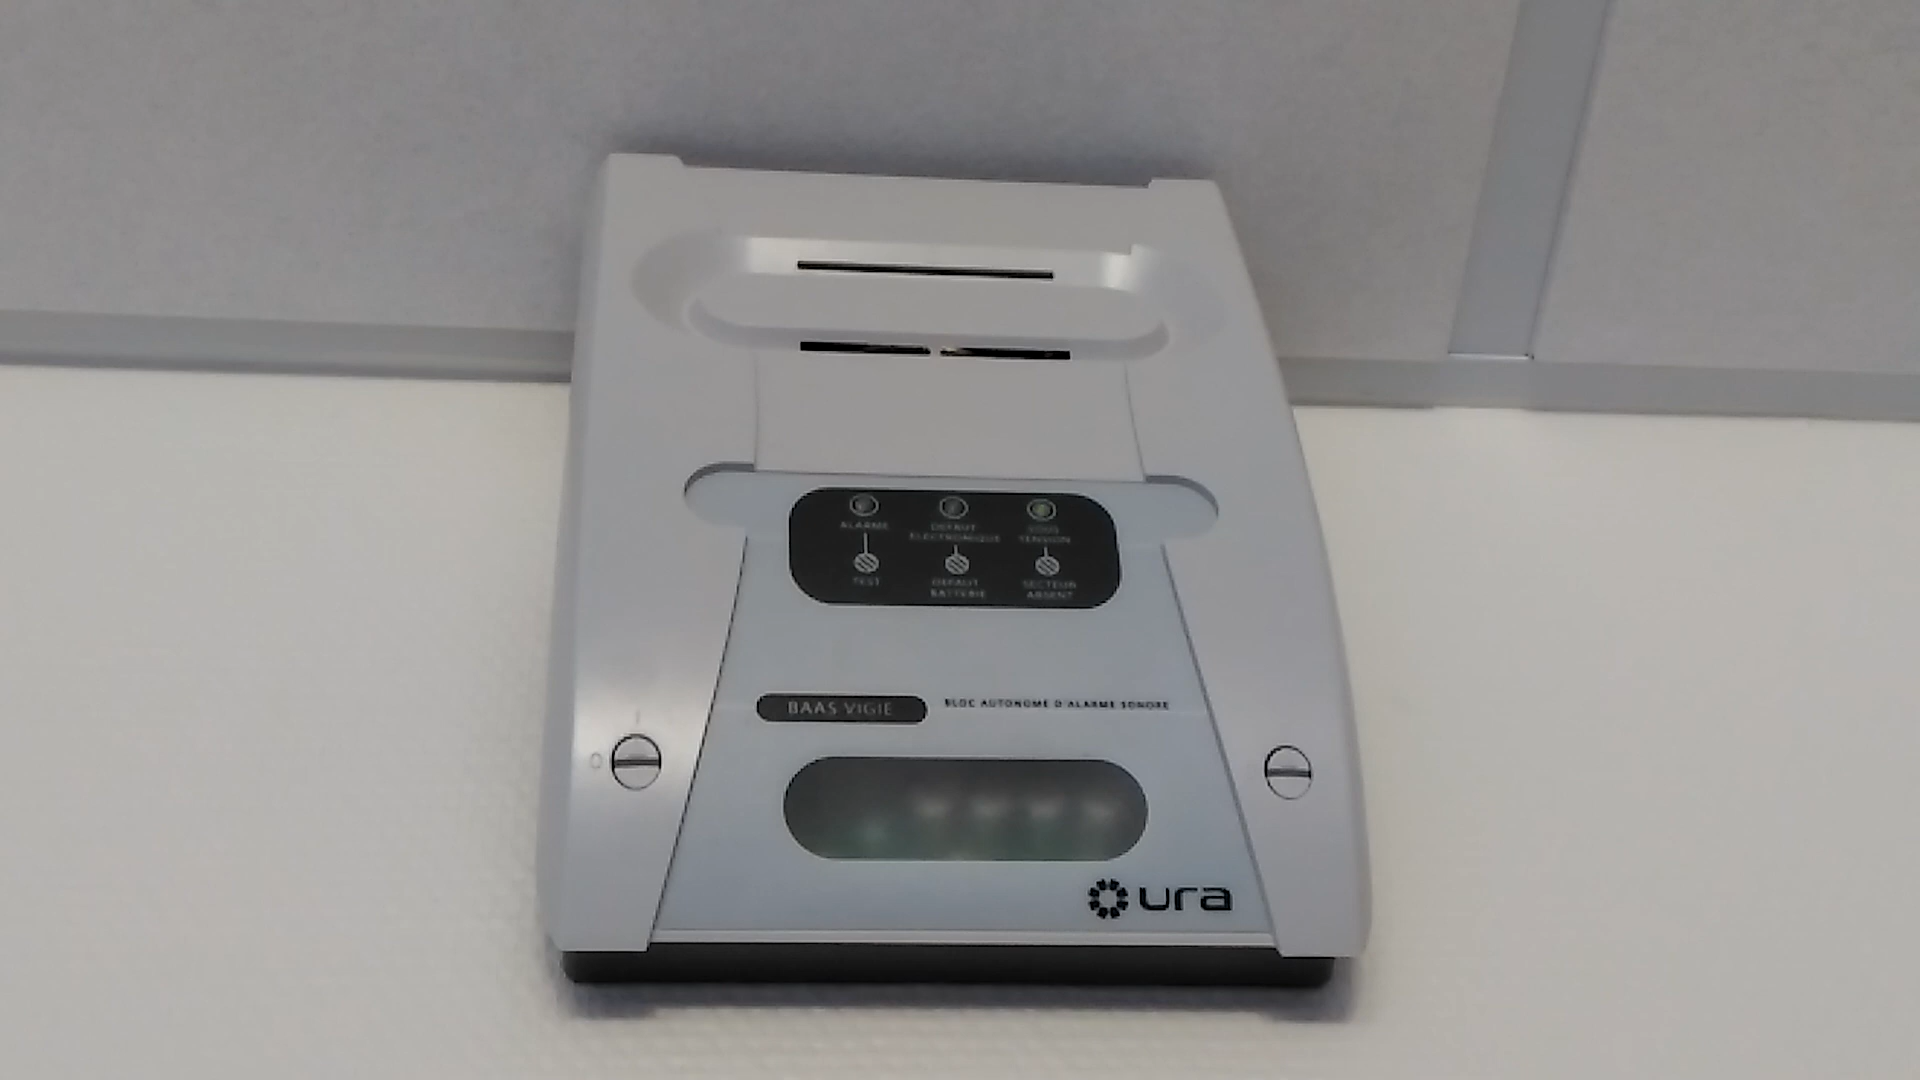 ALARME
DEFAUT
ELECTRONIQUE
SOUS
TENSION
TEST
DEFAUT
BATTERIE
SECTEUR
ABSENT
BAAS VIGIE
BLOC AUTONOME D'ALARME SONORE
I
O
ura